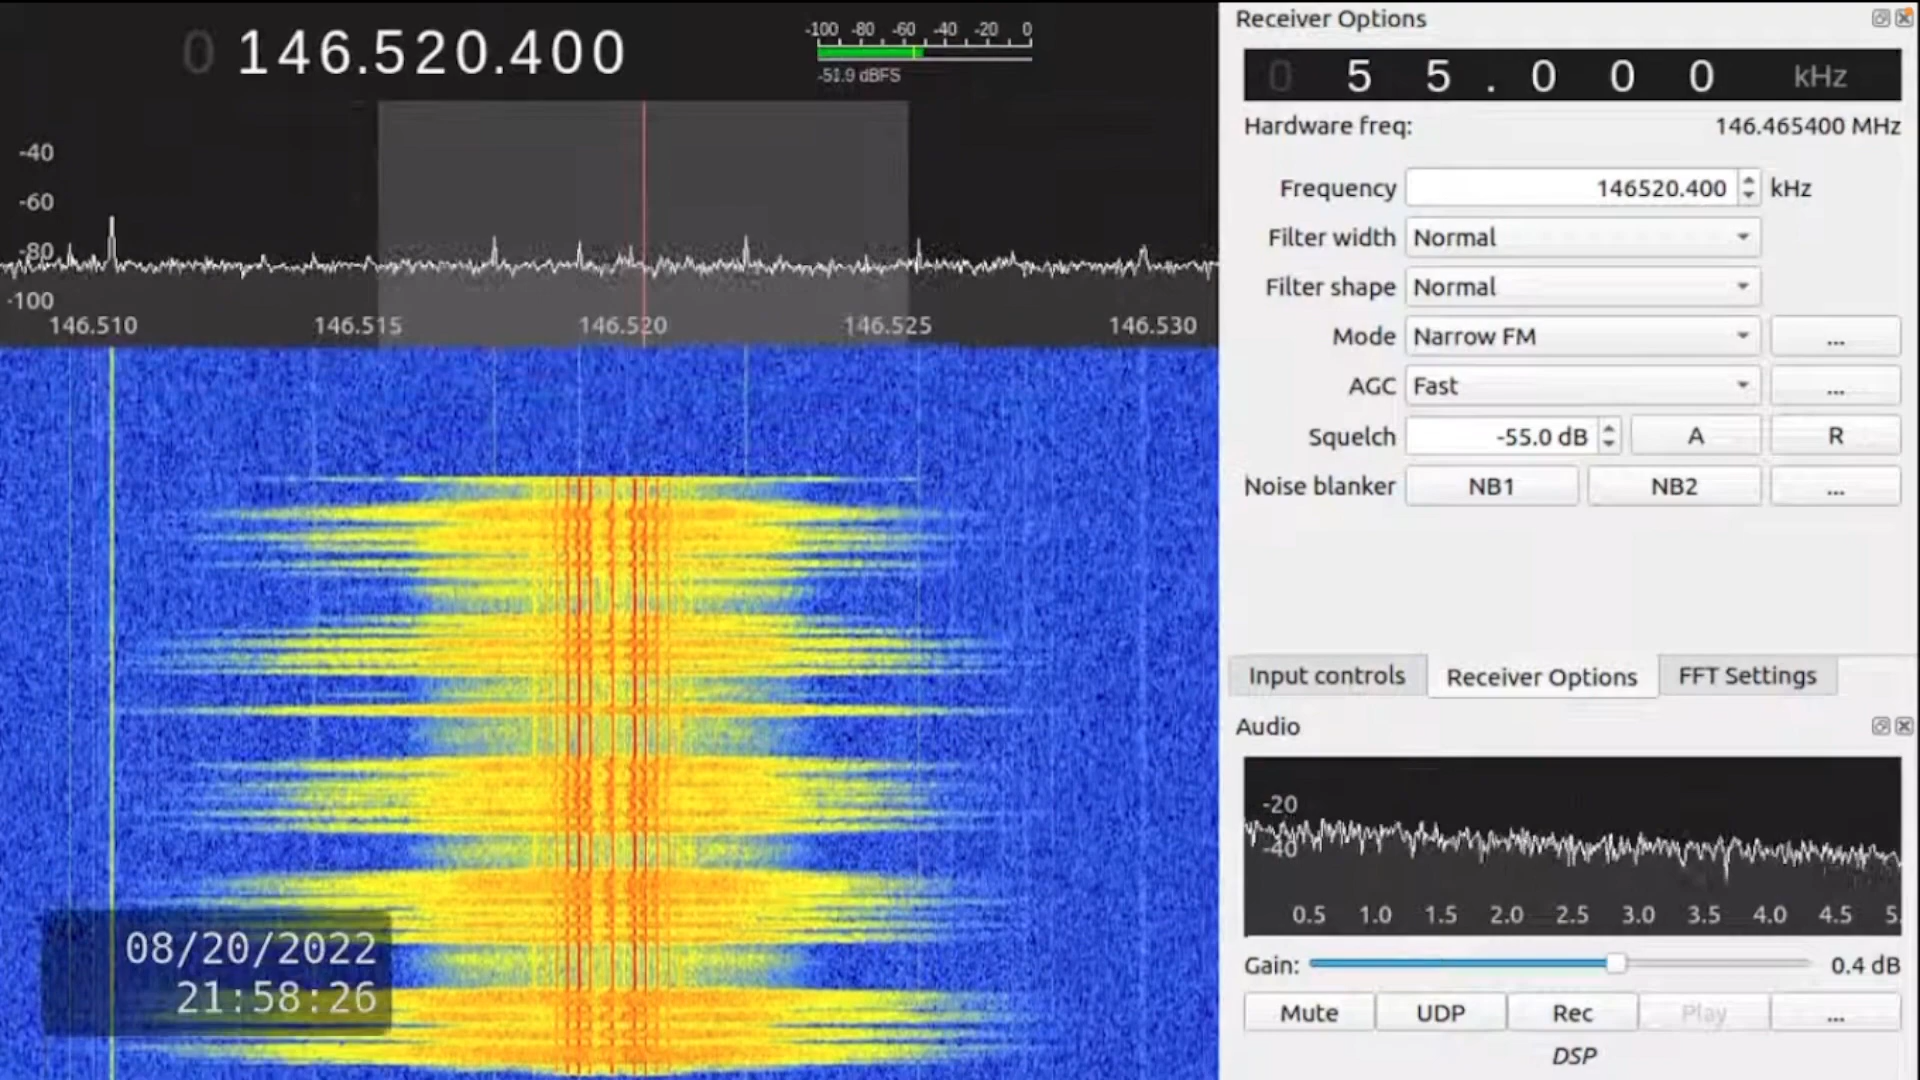 0 146.520.400
-100 -80 -60 -40 -20 0
-51.9 dBFS
-40
-60
-80
-100
146.510 146.515 146.520 146.525 146.530
08/20/2022
21:58:26
Receiver Options
0 55.000 kHz
Hardware freq: 146.465400 MHz
Frequency 146520.400 kHz
Filter width Normal
Filter shape Normal
Mode Narrow FM ...
AGC Fast ...
Squelch -55.0 dB A R
Noise blanker NB1 NB2 ...
Input controls Receiver Options FFT Settings
Audio
-20
-40
0.5 1.0 1.5 2.0 2.5 3.0 3.5 4.0 4.5 5.
Gain: 0.4 dB
Mute UDP Rec Play ...
DSP